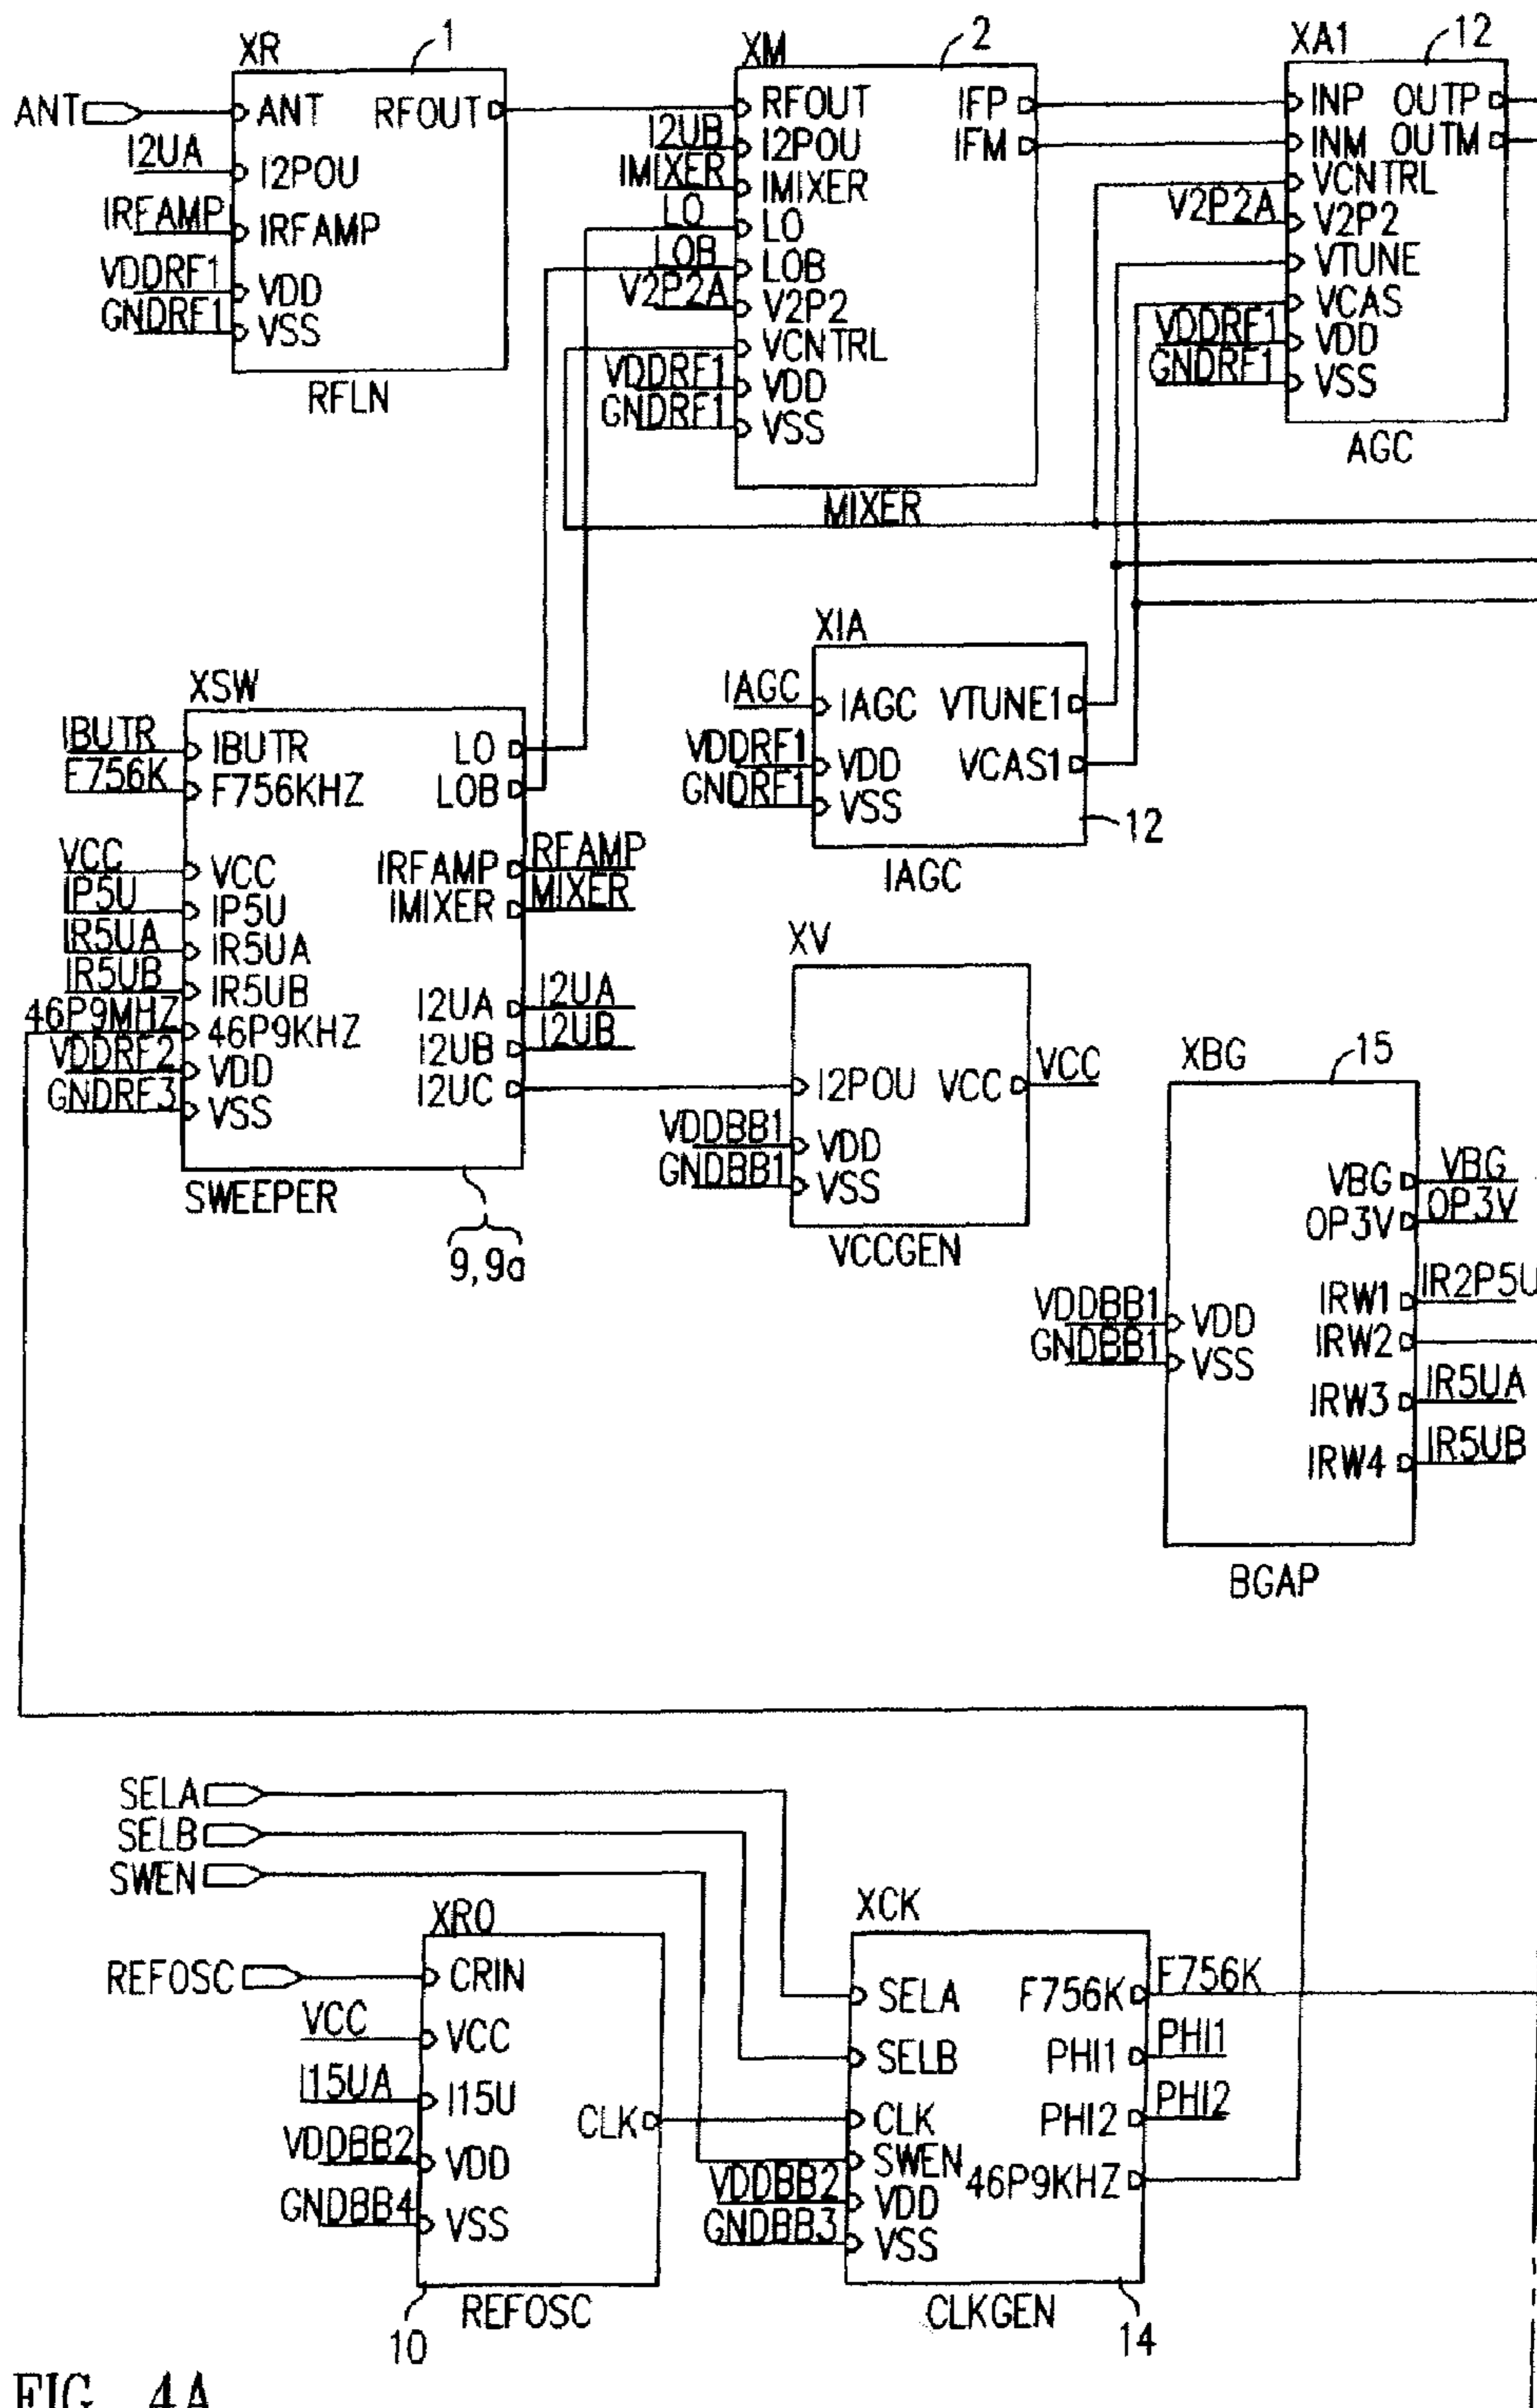 XR
1
ANT
ANT
RFOUT
I2UA
I2POU
IRFAMP
IRFAMP
VDDRF1
VDD
GNDRF1
VSS
RFLN
XM
2
RFOUT
IFP
I2UB
I2POU
IFM
IMIXER
IMIXER
LO
LO
LOB
LOB
V2P2A
V2P2
VCNTRL
VDDRF1
VDD
GNDRF1
VSS
MIXER
XA1
12
INP
OUTP
INM
OUTM
VCNTRL
V2P2A
V2P2
VTUNE
VCAS
VDDRF1
VDD
GNDRF1
VSS
AGC
XIA
IAGC
IAGC
VTUNE1
VDDRF1
VDD
VCAS1
GNDRF1
VSS
12
IAGC
XSW
IBUTR
IBUTR
LO
F756K
F756KHZ
LOB
VCC
VCC
IRFAMP
RFAMP
IP5U
IP5U
IMIXER
MIXER
IR5UA
IR5UA
IR5UB
IR5UB
I2UA
I2UA
46P9MHZ
46P9KHZ
I2UB
I2UB
VDDRF2
VDD
I2UC
GNDRF3
VSS
SWEEPER
9,9a
XV
I2POU
VCC
VCC
VDDBB1
VDD
GNDBB1
VSS
VCCGEN
XBG
15
VBG
VBG
OP3V
OP3V
IRW1
IR2P5U
VDDBB1
VDD
IRW2
GNDBB1
VSS
IRW3
IR5UA
IRW4
IR5UB
BGAP
SELA
SELB
SWEN
XRO
REFOSC
CRIN
VCC
VCC
I15UA
I15U
CLK
VDDBB2
VDD
GNDBB4
VSS
10
REFOSC
XCK
SELA
F756K
F756K
SELB
PHI1
PHI1
CLK
PHI2
PHI2
SWEN
46P9KHZ
VDDBB2
VDD
GNDBB3
VSS
CLKGEN
14
FIG. 4A